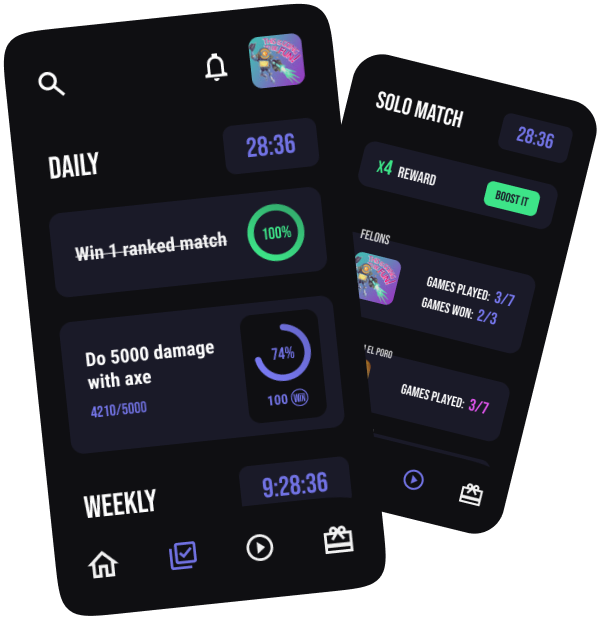 DAILY
28:36
Win 1 ranked match
100%
Do 5000 damage
with axe
4210/5000
74%
100
WEEKLY
9:28:36
SOLO MATCH
28:36
x4 REWARD
BOOST IT
FELONS
GAMES PLAYED: 3/7
GAMES WON: 2/3
EL PORO
GAMES PLAYED: 3/7